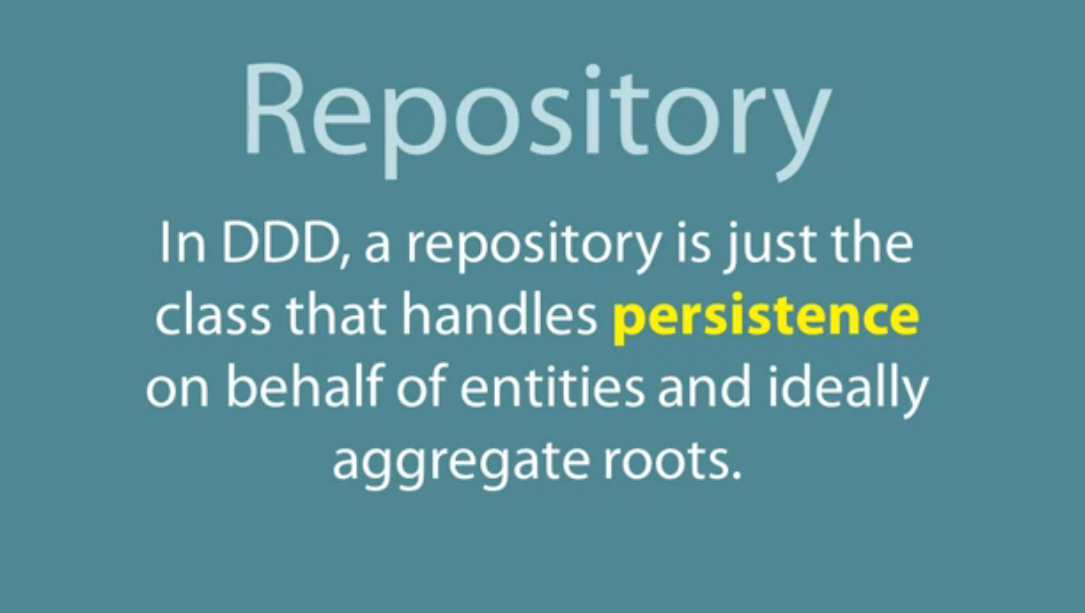 Repository
In DDD, a repository is just the
class that handles persistence
on behalf of entities and ideally
aggregate roots.